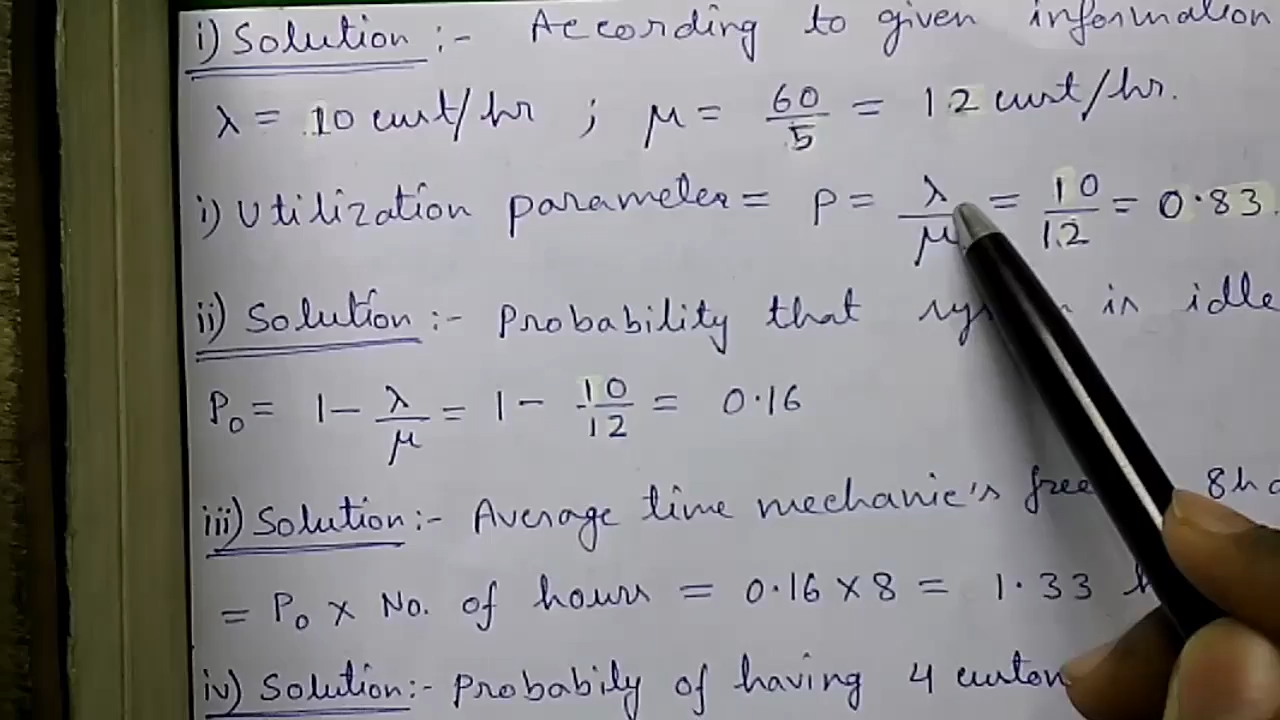 i) Solution :- According to given information
λ = 10 cust/hr ; μ = 60/5 = 12 cust/hr.
i) Utilization parameter = ρ = λ/μ = 10/12 = 0.83.
ii) Solution :- Probability that in idle
P₀ = 1 - λ/μ = 1 - 10/12 = 0.16
iii) Solution :- Average time mechanic's free 8h
= P₀ × No. of hours = 0.16 × 8 = 1.33 h
iv) Solution :- Probabily of having 4 custom